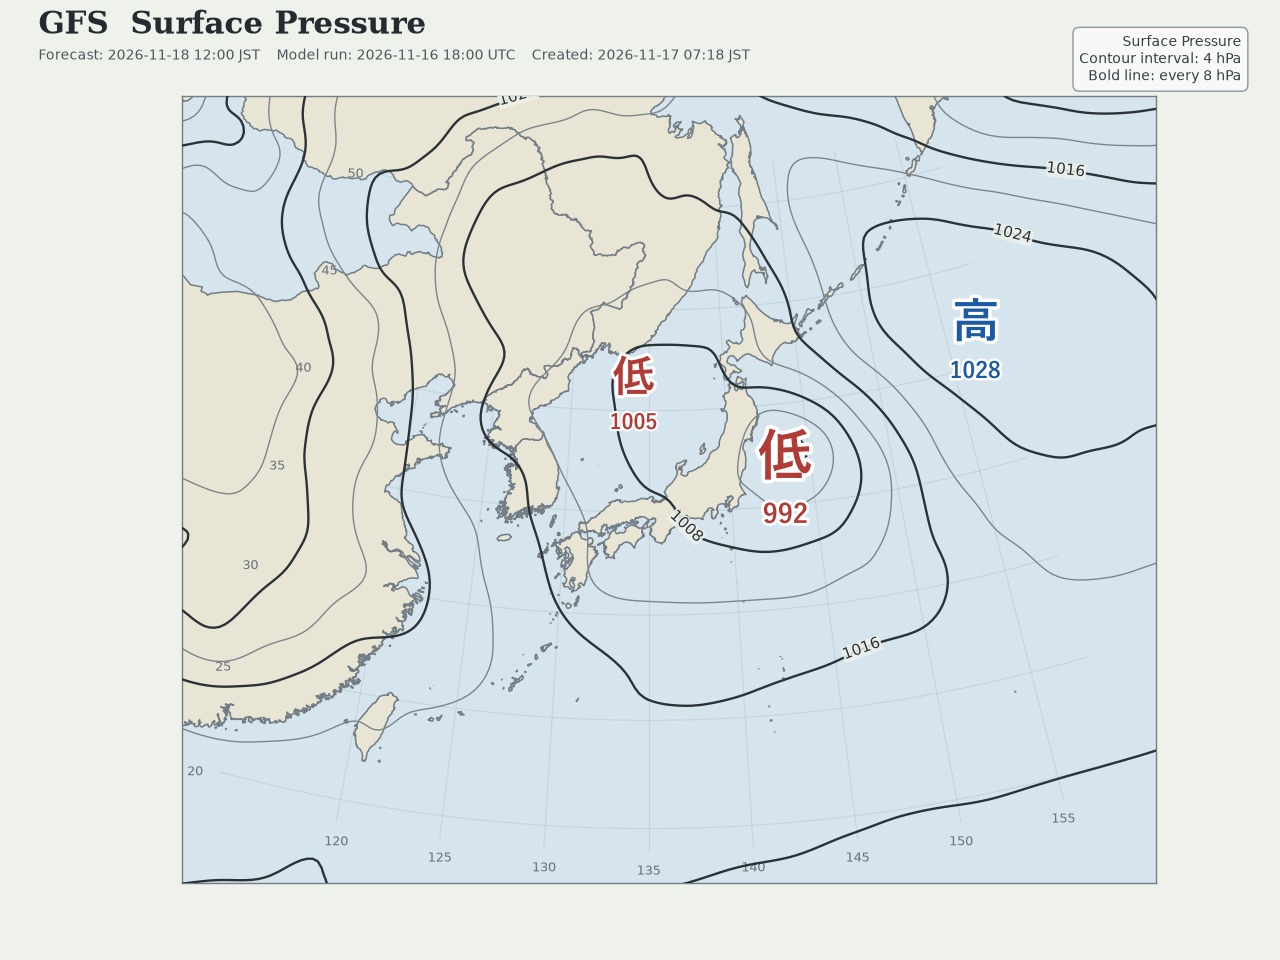 GFS Surface Pressure
Forecast: 2026-11-18 12:00 JST Model run: 2026-11-16 18:00 UTC Created: 2026-11-17 07:18 JST
Surface Pressure
Contour interval: 4 hPa
Bold line: every 8 hPa
50
1016
1024
45
高
1028
40
低
1005
35
低
992
1008
30
1016
25
20
155
120
150
125
145
130
135
140